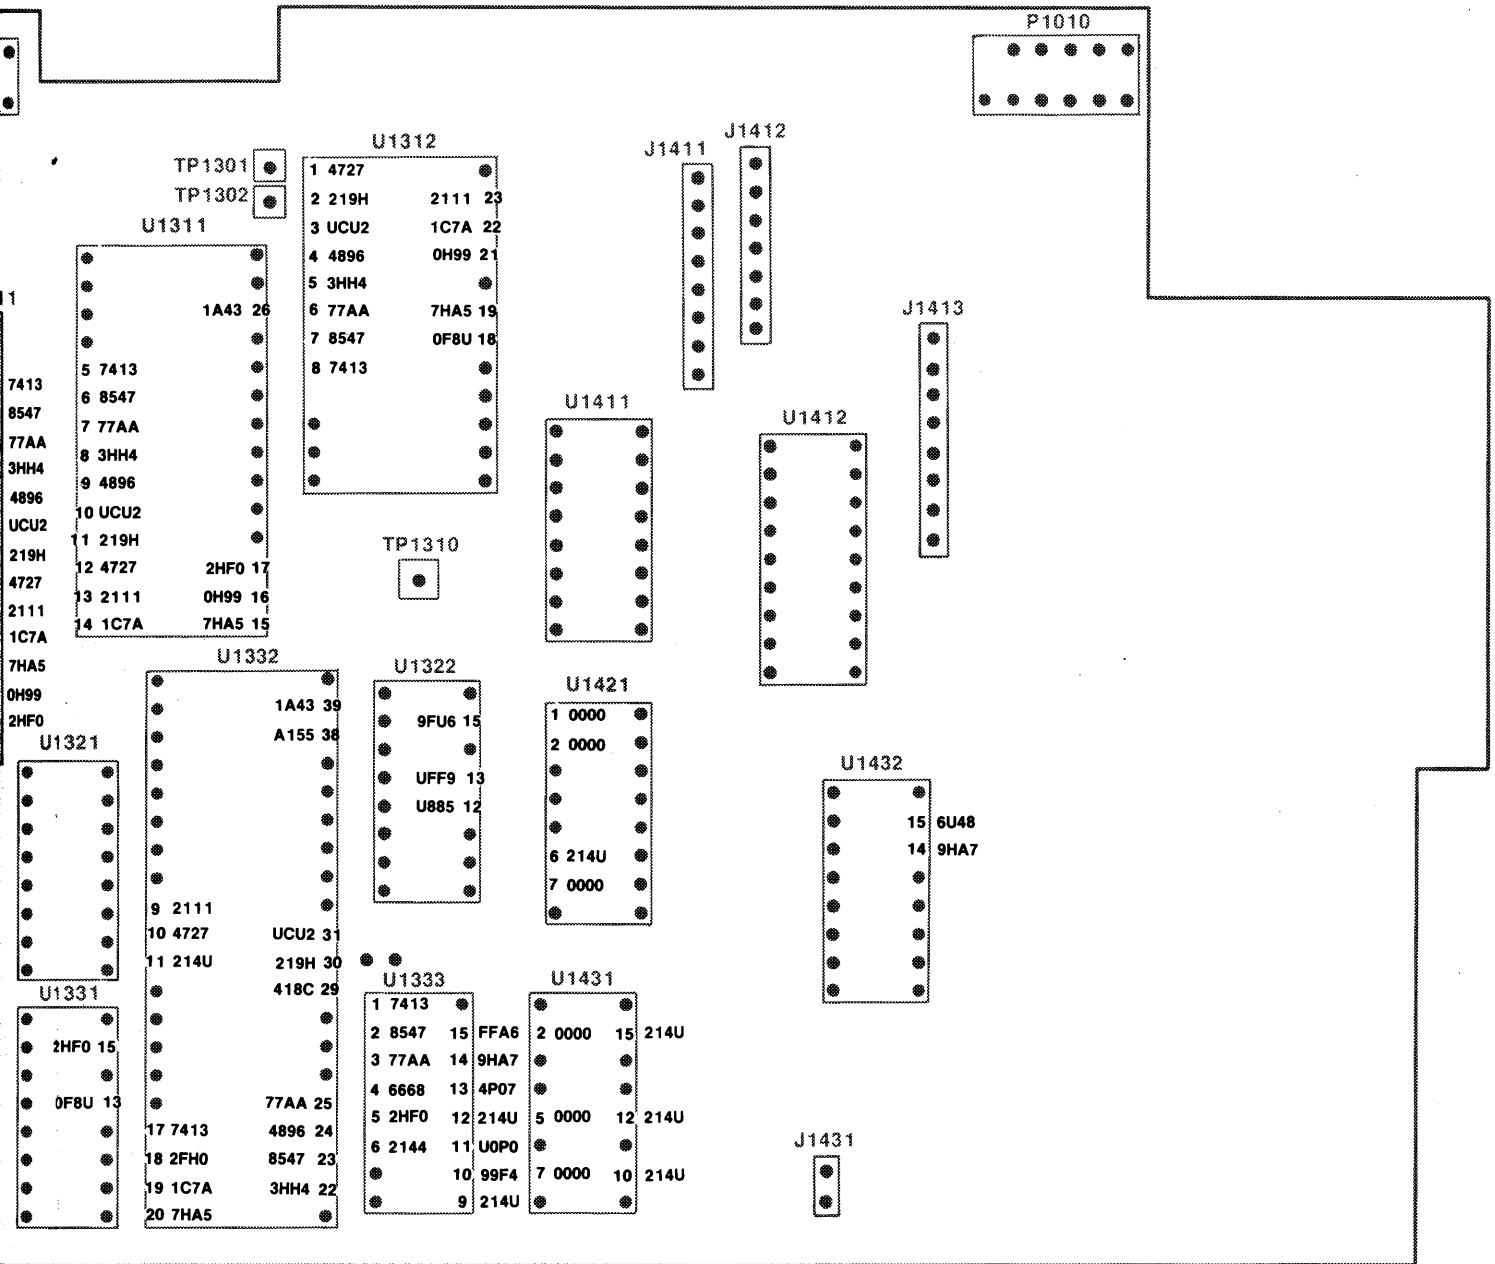 P1010
J1412
U1312
J1411
TP1301
1 4727
TP1302
2 219H 2111 23
U1311
3 UCU2 1C7A 22
4 4896 0H99 21
5 3HH4
1
1A43 26
6 77AA 7HA5 19
J1413
7 8547 0F8U 18
8 7413
5 7413
7413
6 8547
U1411
8547
U1412
7 77AA
77AA
8 3HH4
3HH4
9 4896
4896
10 UCU2
UCU2
11 219H
TP1310
219H
12 4727 2HF0 17
4727
13 2111 0H99 16
2111
14 1C7A 7HA5 15
1C7A
U1332
7HA5
U1322
U1421
0H99
1A43 39
2HF0
9FU6 15
1 0000
U1321
A155 38
2 0000
U1432
UFF9 13
U885 12
15 6U48
14 9HA7
6 214U
7 0000
9 2111
10 4727 UCU2 31
11 214U 219H 30
U1333
U1431
U1331
418C 29
1 7413
2 8547 15 FFA6
2 0000 15 214U
2HF0 15
3 77AA 14 9HA7
4 6668 13 4P07
0F8U 13
77AA 25
5 2HF0 12 214U
5 0000 12 214U
17 7413 4896 24
6 2144 11 U0P0
J1431
18 2FH0 8547 23
10 99F4
7 0000 10 214U
19 1C7A 3HH4 22
9 214U
20 7HA5